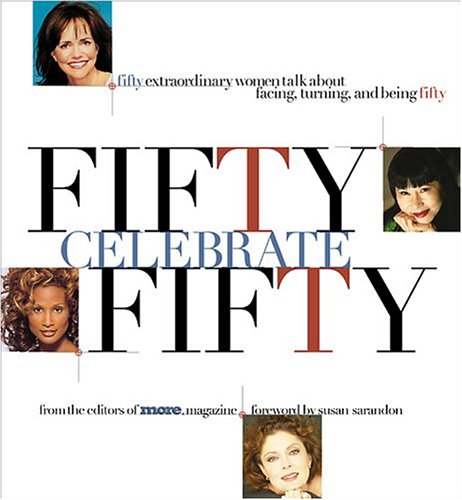 fifty extraordinary women talk about
facing, turning, and being fifty
FIFTY
CELEBRATE
FIFTY
from the editors of more. magazine foreword by susan sarandon